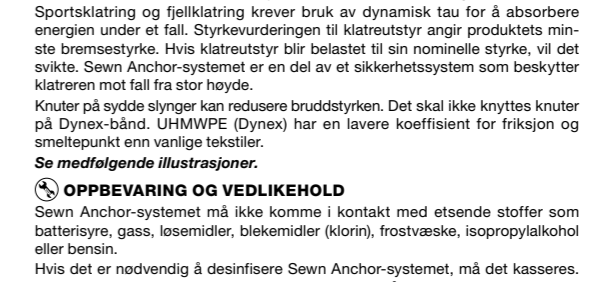 Sportsklatring og fjellklatring krever bruk av dynamisk tau for å absorbere
energien under et fall. Styrkevurderingen til klatreutstyr angir produktets min-
ste bremsestyrke. Hvis klatreutstyr blir belastet til sin nominelle styrke, vil det
svikte. Sewn Anchor-systemet er en del av et sikkerhetssystem som beskytter
klatreren mot fall fra stor høyde.
Knuter på sydde slynger kan redusere bruddstyrken. Det skal ikke knyttes knuter
på Dynex-bånd. UHMWPE (Dynex) har en lavere koeffisient for friksjon og
smeltepunkt enn vanlige tekstiler.
Se medfølgende illustrasjoner.
OPPBEVARING OG VEDLIKEHOLD
Sewn Anchor-systemet må ikke komme i kontakt med etsende stoffer som
batterisyre, gass, løsemidler, blekemidler (klorin), frostvæske, isopropylalkohol
eller bensin.
Hvis det er nødvendig å desinfisere Sewn Anchor-systemet, må det kasseres.